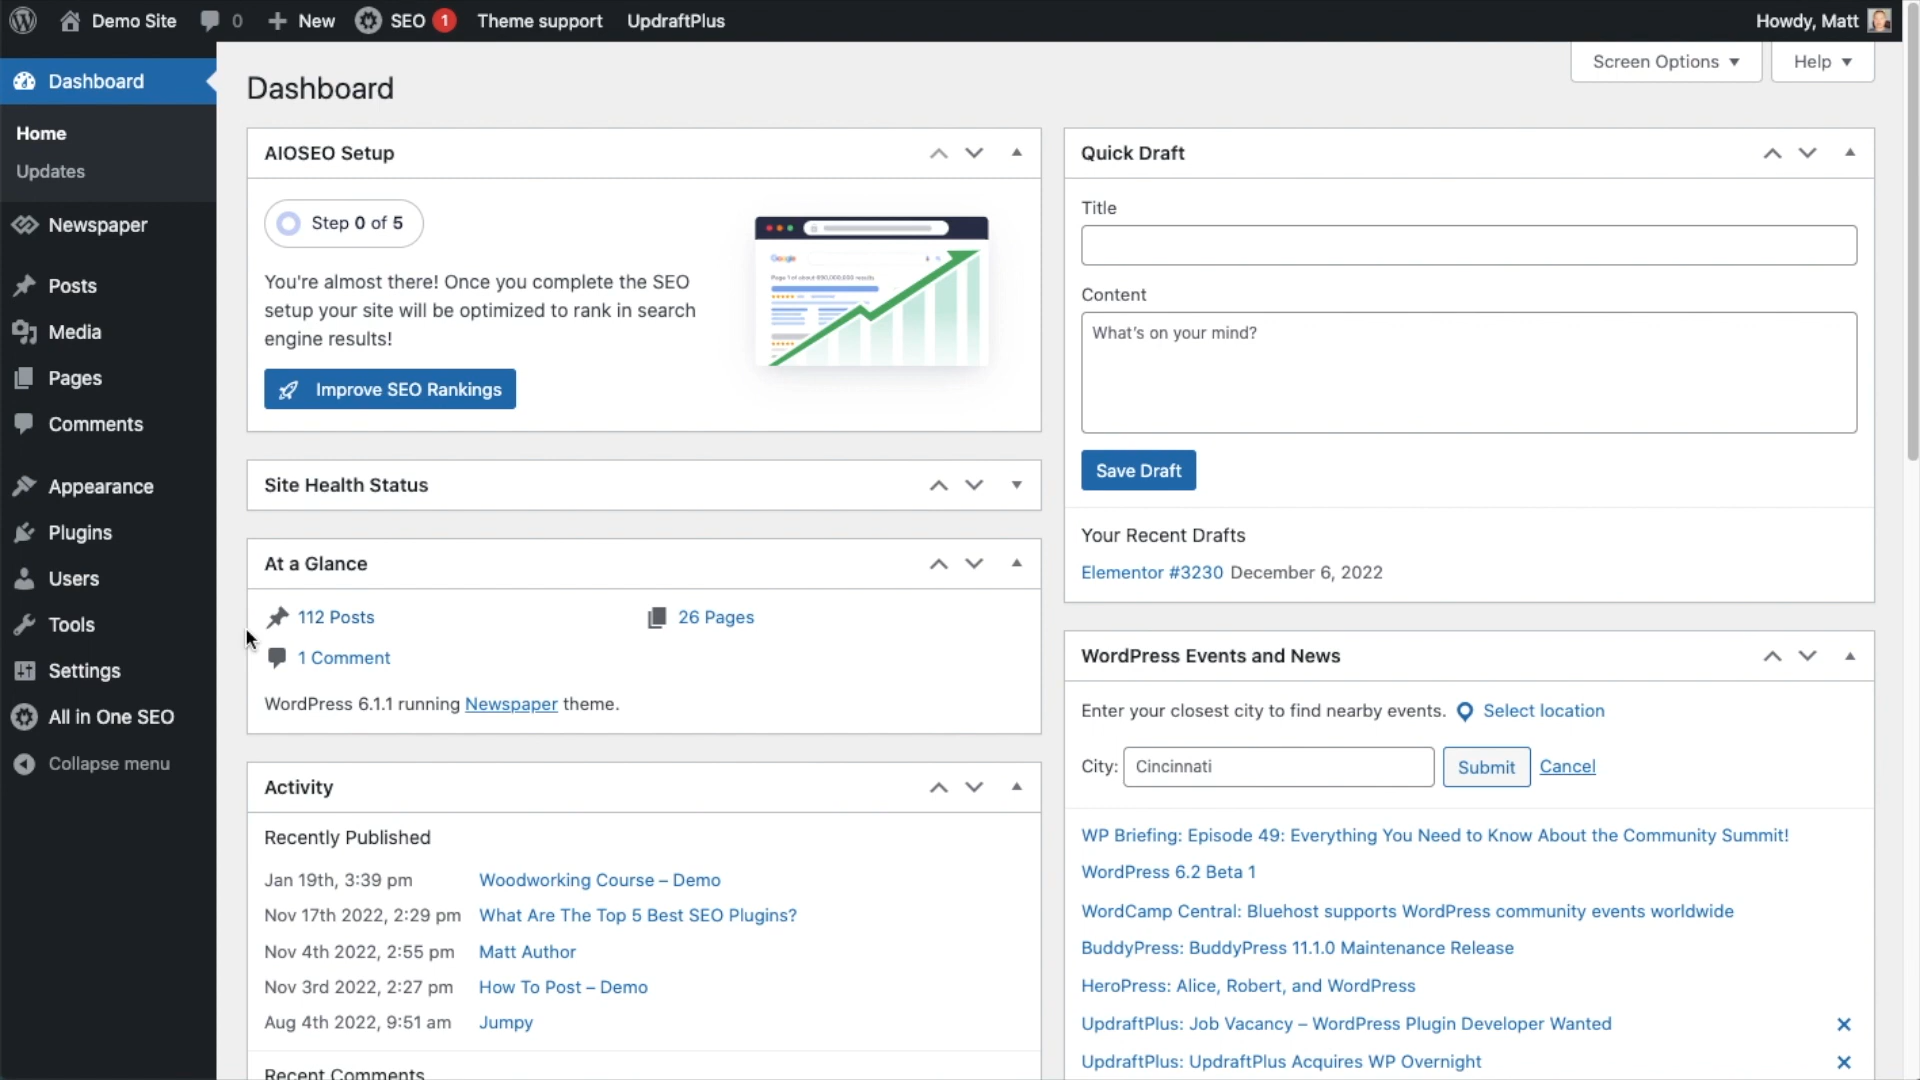 Demo Site 0 New SEO 1 Theme support UpdraftPlus Howdy, Matt
Screen Options Help
Dashboard
Home
Updates
Newspaper
Posts
Media
Pages
Comments
Appearance
Plugins
Users
Tools
Settings
All in One SEO
Collapse menu
Dashboard
AIOSEO Setup
Step 0 of 5
You're almost there! Once you complete the SEO
setup your site will be optimized to rank in search
engine results!
Improve SEO Rankings
Google
Site Health Status
At a Glance
112 Posts
26 Pages
1 Comment
WordPress 6.1.1 running Newspaper theme.
Activity
Recently Published
Jan 19th, 3:39 pm Woodworking Course – Demo
Nov 17th 2022, 2:29 pm What Are The Top 5 Best SEO Plugins?
Nov 4th 2022, 2:55 pm Matt Author
Nov 3rd 2022, 2:27 pm How To Post – Demo
Aug 4th 2022, 9:51 am Jumpy
Recent Comments
Quick Draft
Title
Content
What's on your mind?
Save Draft
Your Recent Drafts
Elementor #3230 December 6, 2022
WordPress Events and News
Enter your closest city to find nearby events. Select location
City: Cincinnati Submit Cancel
WP Briefing: Episode 49: Everything You Need to Know About the Community Summit!
WordPress 6.2 Beta 1
WordCamp Central: Bluehost supports WordPress community events worldwide
BuddyPress: BuddyPress 11.1.0 Maintenance Release
HeroPress: Alice, Robert, and WordPress
UpdraftPlus: Job Vacancy – WordPress Plugin Developer Wanted
UpdraftPlus: UpdraftPlus Acquires WP Overnight